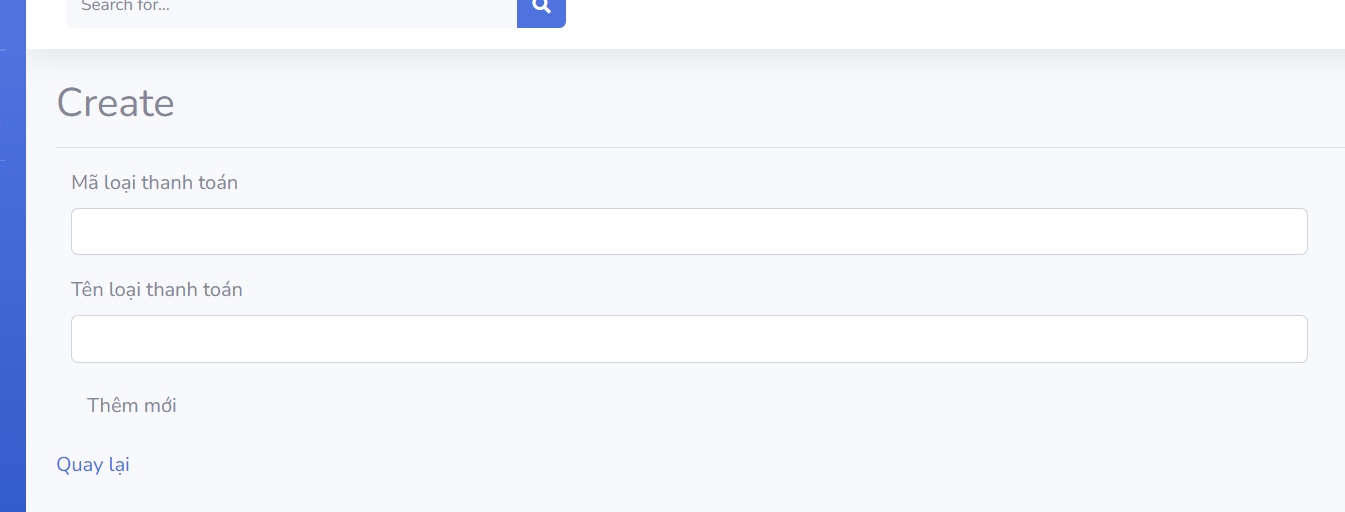 Search for...
Create
Mã loại thanh toán
Tên loại thanh toán
Thêm mới
Quay lại